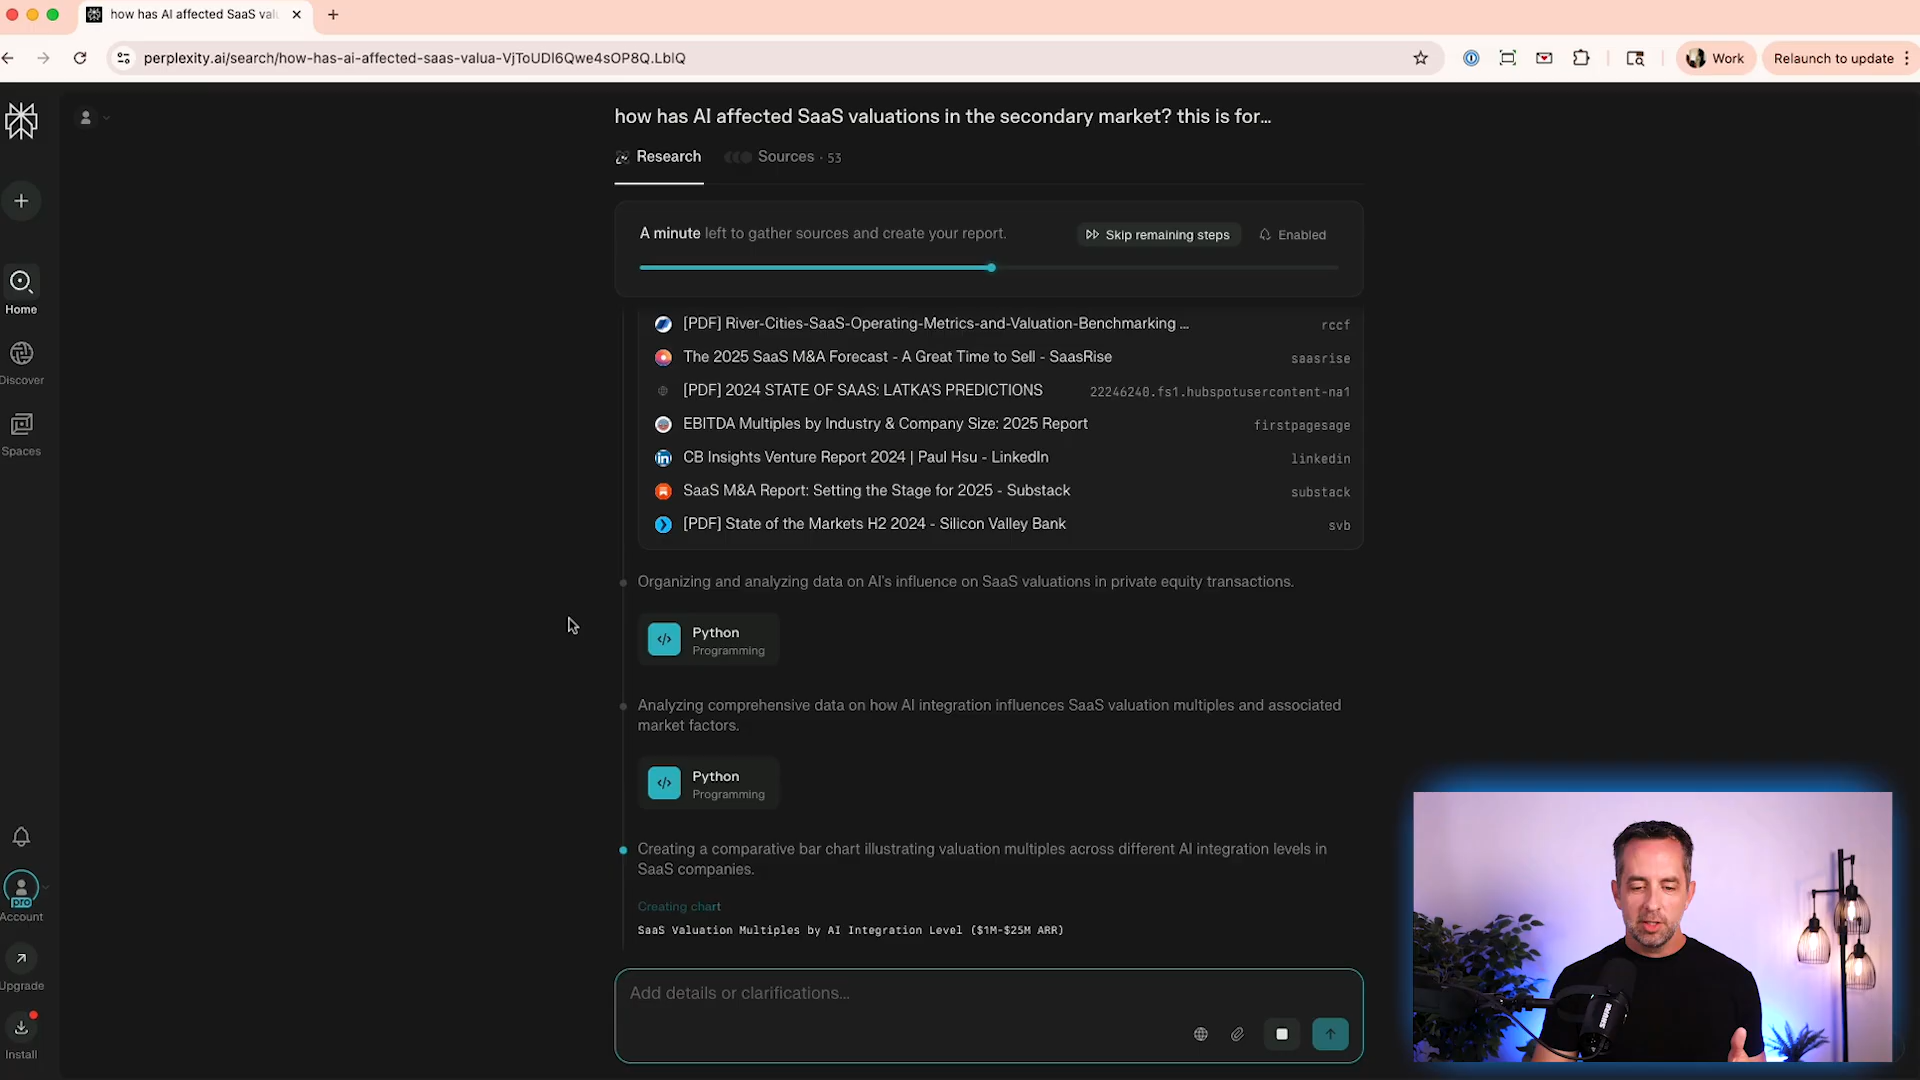 how has AI affected SaaS valu
perplexity.ai/search/how-has-ai-affected-saas-valua-VjToUDI6Qwe4sOP8Q.LbIQ
Work
Relaunch to update
how has AI affected SaaS valuations in the secondary market? this is for...
Research
Sources · 53
A minute left to gather sources and create your report.
Skip remaining steps
Enabled
[PDF] River-Cities-SaaS-Operating-Metrics-and-Valuation-Benchmarking ...
rccf
The 2025 SaaS M&A Forecast - A Great Time to Sell - SaasRise
saasrise
[PDF] 2024 STATE OF SAAS: LATKA'S PREDICTIONS
22246240.fs1.hubspotusercontent-na1
EBITDA Multiples by Industry & Company Size: 2025 Report
firstpagesage
CB Insights Venture Report 2024 | Paul Hsu - LinkedIn
linkedin
SaaS M&A Report: Setting the Stage for 2025 - Substack
substack
[PDF] State of the Markets H2 2024 - Silicon Valley Bank
svb
Organizing and analyzing data on AI's influence on SaaS valuations in private equity transactions.
Python
Programming
Analyzing comprehensive data on how AI integration influences SaaS valuation multiples and associated
market factors.
Python
Programming
Creating a comparative bar chart illustrating valuation multiples across different AI integration levels in
SaaS companies.
Creating chart
SaaS Valuation Multiples by AI Integration Level ($1M-$25M ARR)
Add details or clarifications...
Home
Discover
Spaces
pro
Account
Upgrade
Install